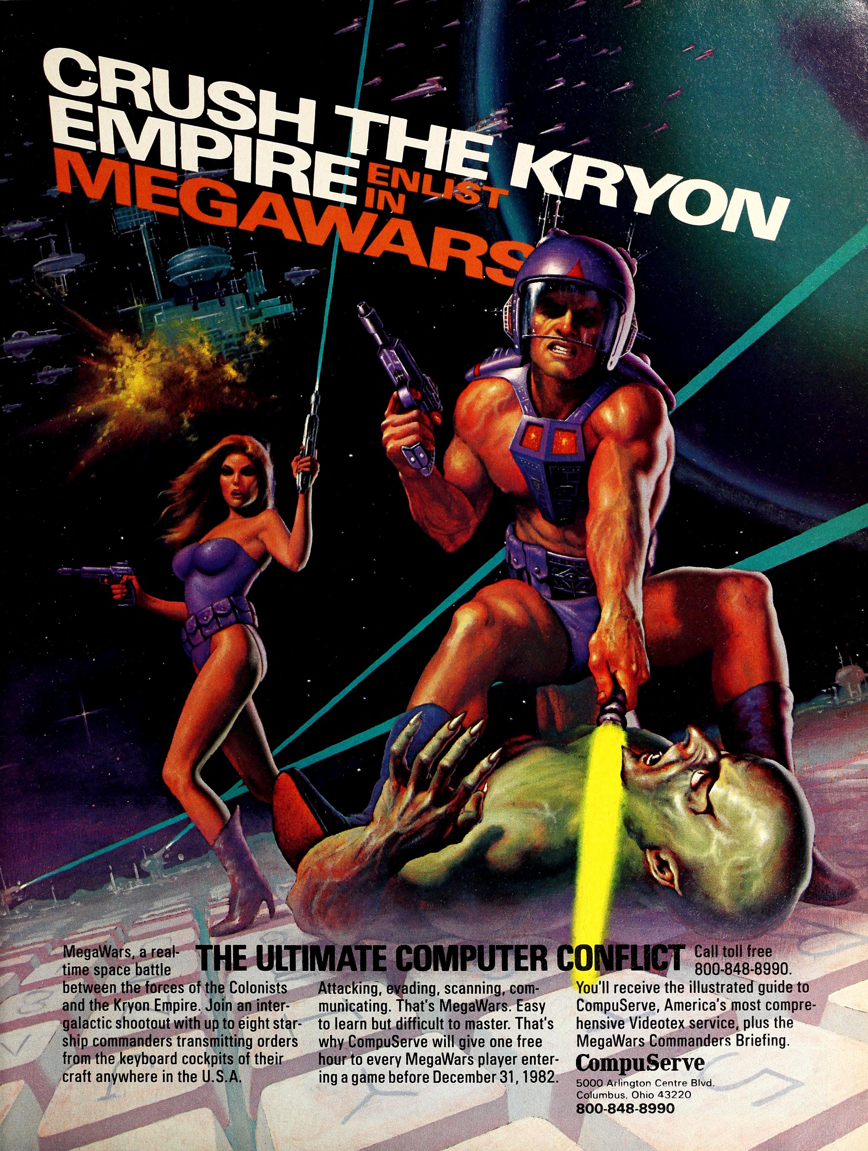 CRUSH THE KRYON
EMPIRE ENLIST
IN
MEGAWARS
THE ULTIMATE COMPUTER CONFLICT
MegaWars, a real-
time space battle
between the forces of the Colonists
and the Kryon Empire. Join an inter-
galactic shootout with up to eight star-
ship commanders transmitting orders
from the keyboard cockpits of their
craft anywhere in the U.S.A.
Attacking, evading, scanning, com-
municating. That's MegaWars. Easy
to learn but difficult to master. That's
why CompuServe will give one free
hour to every MegaWars player enter-
ing a game before December 31, 1982.
Call toll free
800-848-8990.
You'll receive the illustrated guide to
CompuServe, America's most compre-
hensive Videotex service, plus the
MegaWars Commanders Briefing.
CompuServe
5000 Arlington Centre Blvd.
Columbus, Ohio 43220
800-848-8990